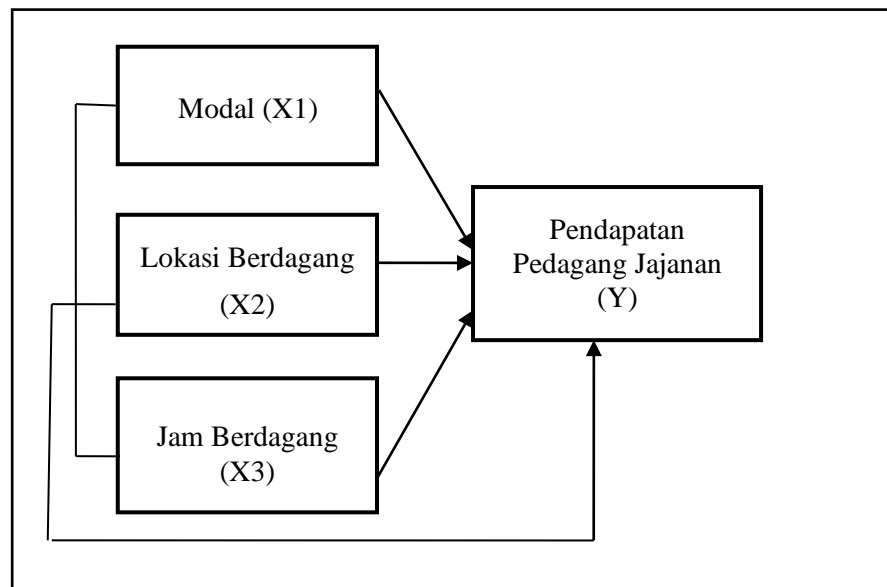 Modal (X1)
Lokasi Berdagang
(X2)
Jam Berdagang
(X3)
Pendapatan
Pedagang Jajanan
(Y)